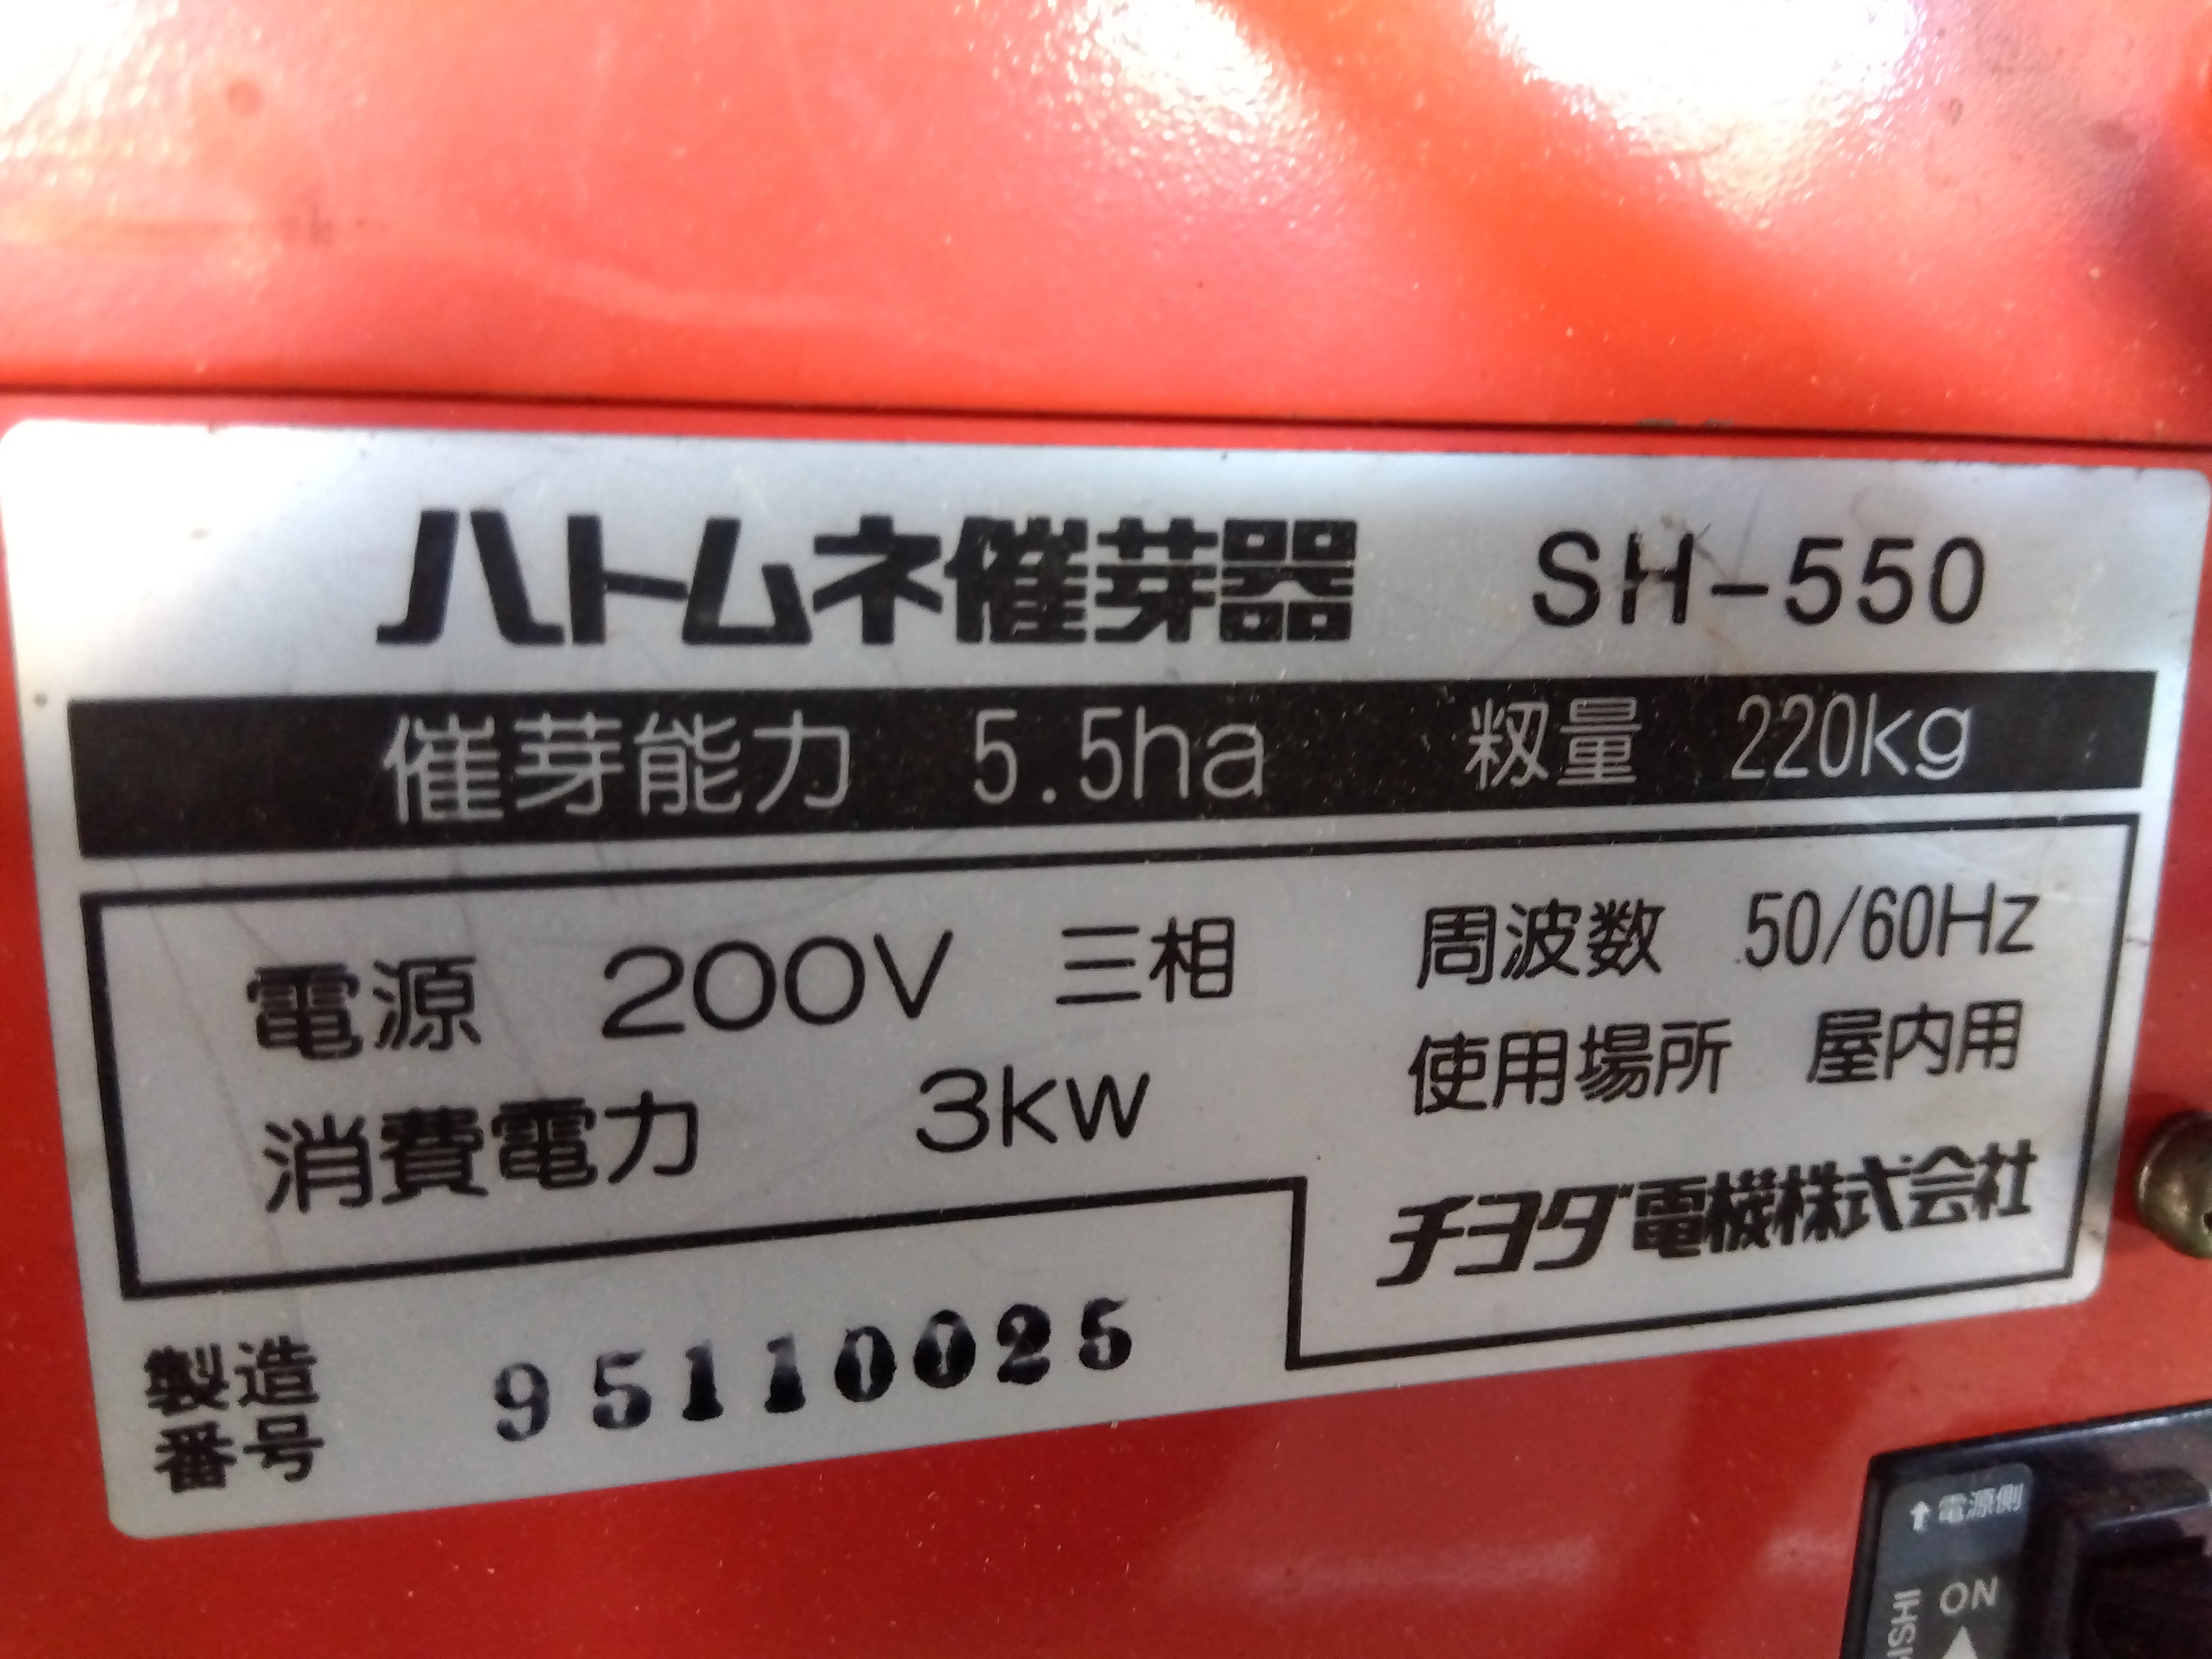 ハトムネ催芽器 SH-550
催芽能力 5.5ha 籾量 220kg
電源 200V 三相 周波数 50/60Hz
消費電力 3kw 使用場所 屋内用
チヨダ電機株式会社
製造番号 95110025
↑電源側
ON